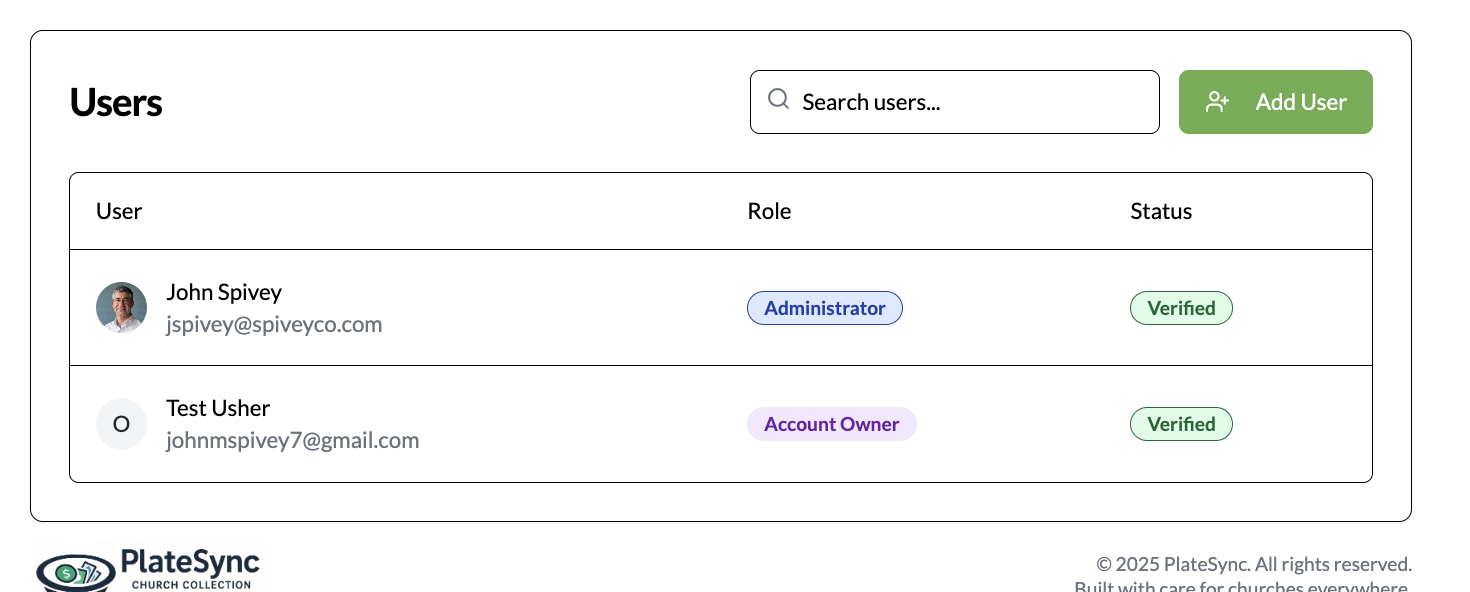 Users
Search users...
Add User
User Role Status
John Spivey
jspivey@spiveyco.com
Administrator
Verified
O
Test Usher
johnmspivey7@gmail.com
Account Owner
Verified
$
PlateSync
CHURCH COLLECTION
© 2025 PlateSync. All rights reserved.
Built with care for churches everywhere.